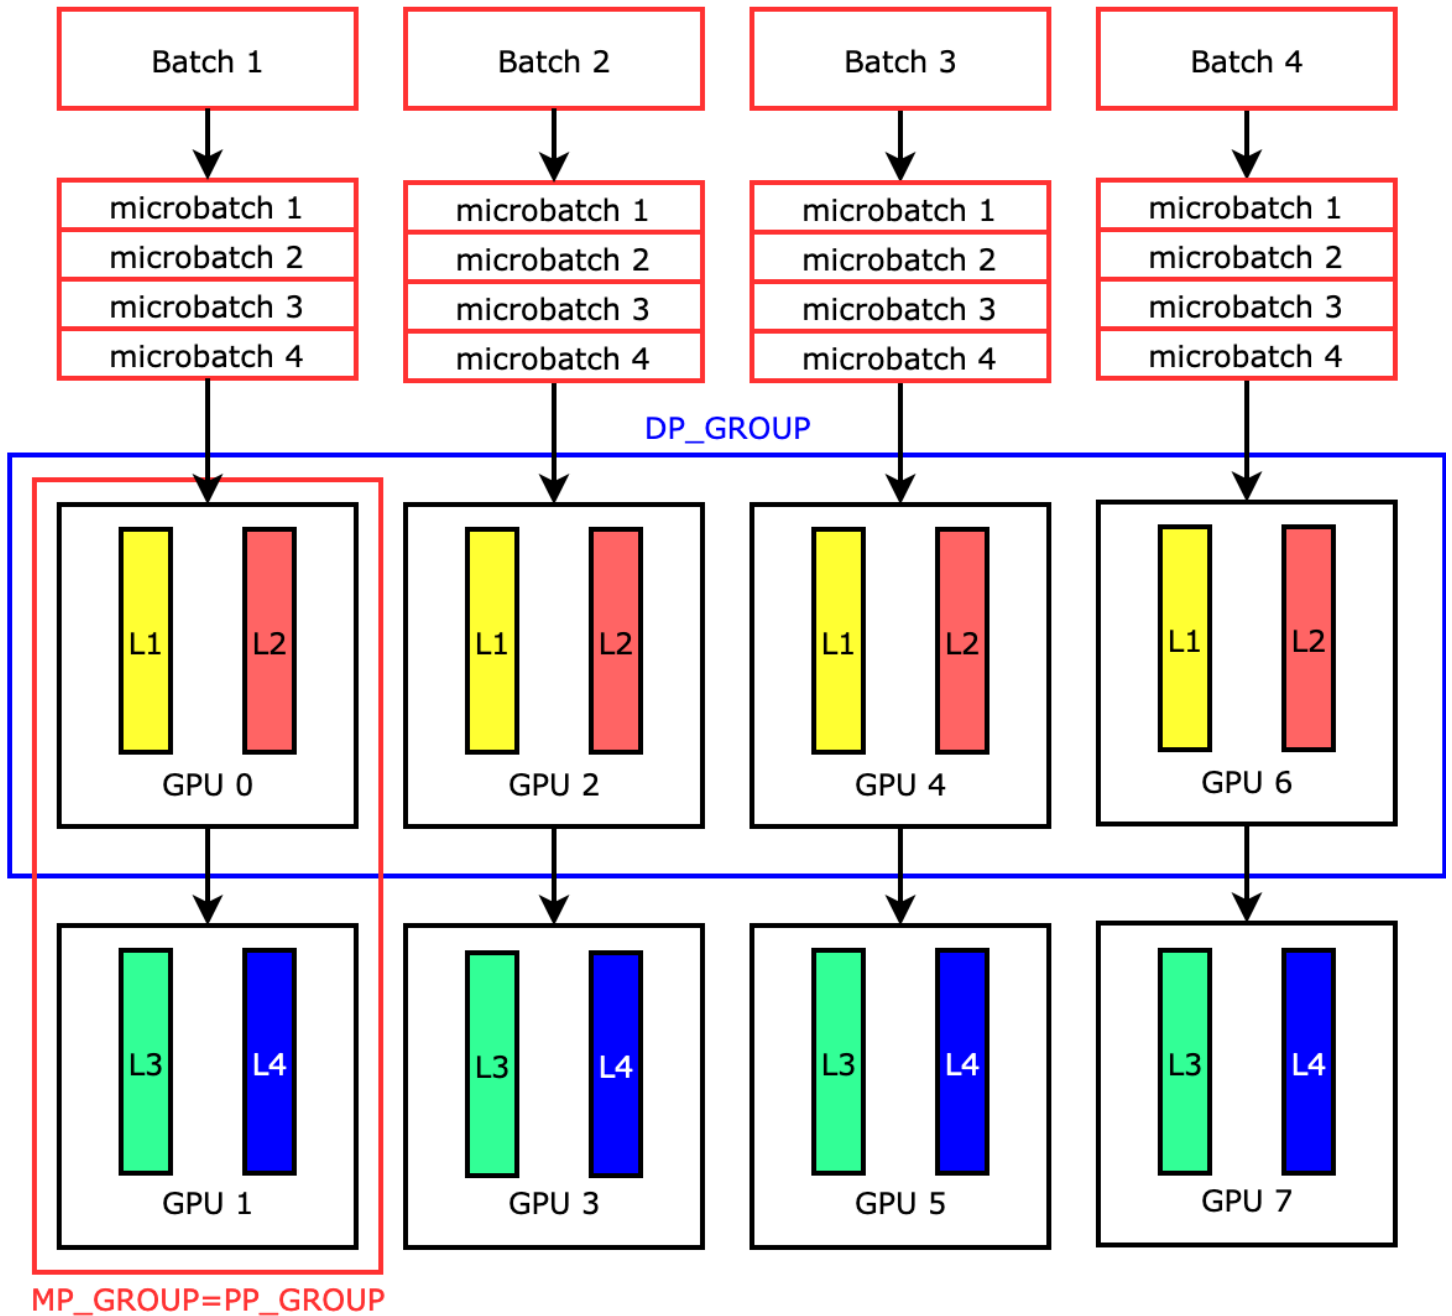 Batch 1
Batch 2
Batch 3
Batch 4
microbatch 1
microbatch 2
microbatch 3
microbatch 4
microbatch 1
microbatch 2
microbatch 3
microbatch 4
microbatch 1
microbatch 2
microbatch 3
microbatch 4
microbatch 1
microbatch 2
microbatch 3
microbatch 4
DP_GROUP
L1
L2
GPU 0
L1
L2
GPU 2
L1
L2
GPU 4
L1
L2
GPU 6
L3
L4
GPU 1
L3
L4
GPU 3
L3
L4
GPU 5
L3
L4
GPU 7
MP_GROUP=PP_GROUP